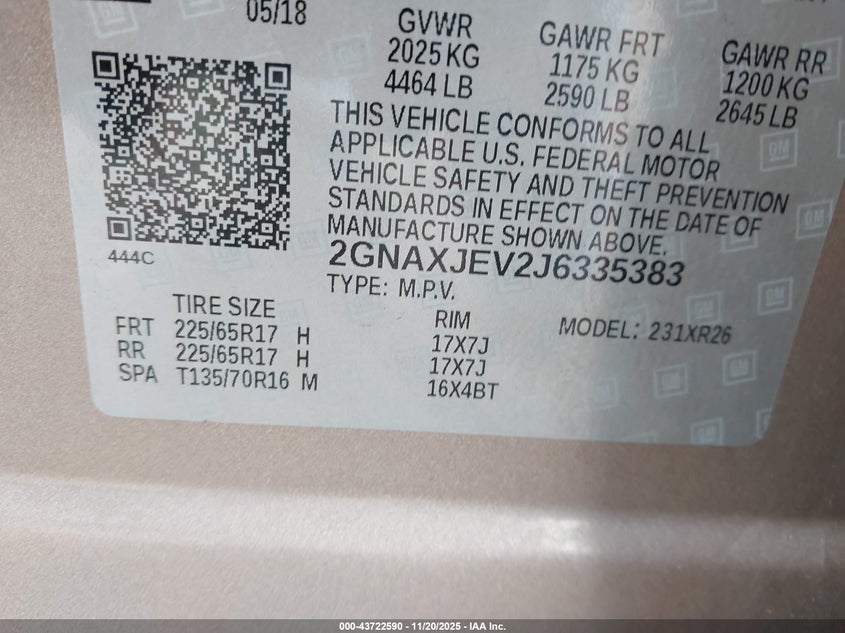 05/18
GVWR
2025 KG
4464 LB
GAWR FRT
1175 KG
2590 LB
GAWR RR
1200 KG
2645 LB
THIS VEHICLE CONFORMS TO ALL
APPLICABLE U.S. FEDERAL MOTOR
VEHICLE SAFETY AND THEFT PREVENTION
STANDARDS IN EFFECT ON THE DATE OF
MANUFACTURE SHOWN ABOVE.
2GNAXJEV2J6335383
TYPE: M.P.V.
444C
TIRE SIZE
RIM
MODEL: 231XR26
FRT 225/65R17 H 17X7J
RR 225/65R17 H 17X7J
SPA T135/70R16 M 16X4BT
GM
000-43722590 - 11/20/2025 - IAA Inc.